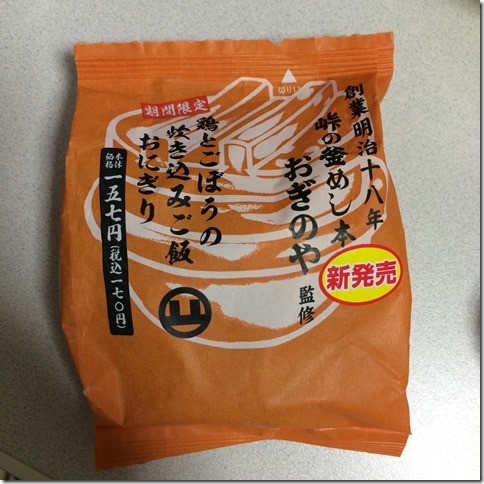 切り口
創業明治十八年
峠の釜めし本
おぎのや
監修
新発売
期間限定
鶏とごぼうの
炊き込みご飯
おにぎり
本体価格
一五七円
(税込一七〇円)